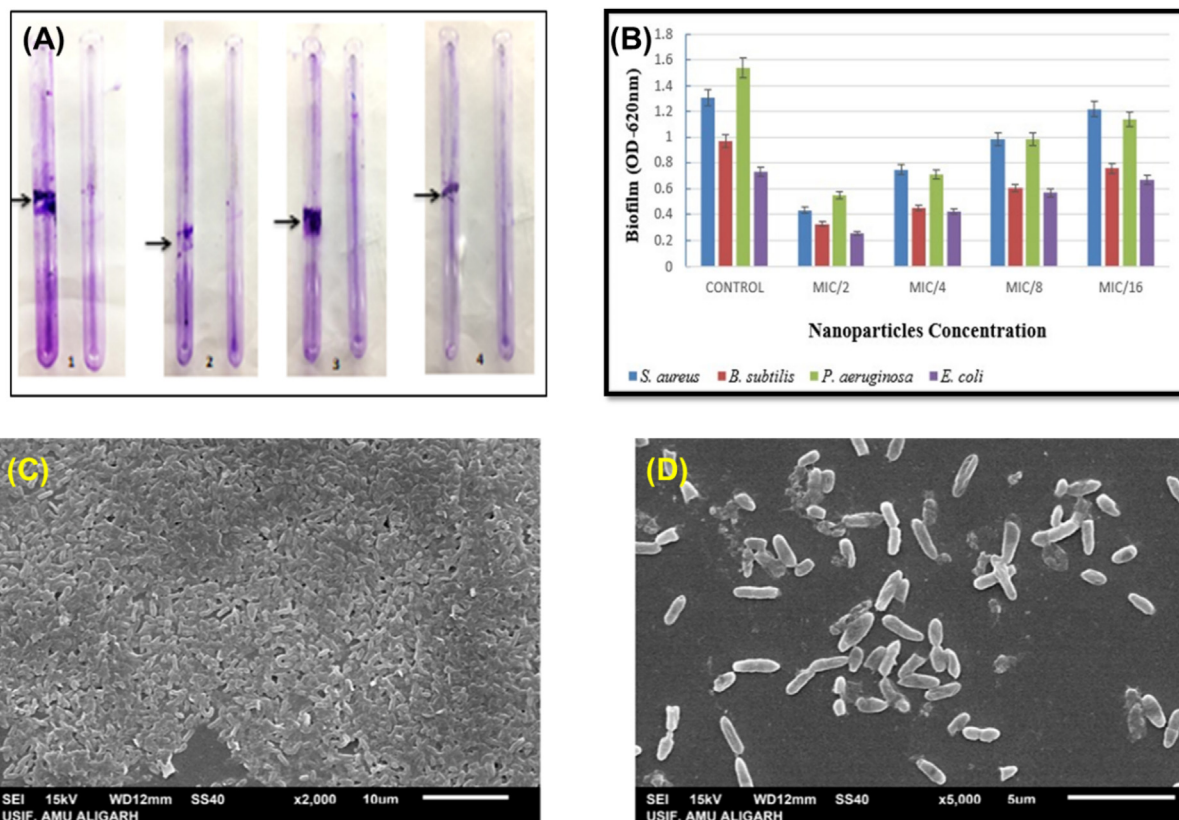 (A)
1 2 3 4
(B)
Biofilm (OD-620nm)
1.8
1.6
1.4
1.2
1
0.8
0.6
0.4
0.2
0
CONTROL MIC/2 MIC/4 MIC/8 MIC/16
Nanoparticles Concentration
S. aureus B. subtilis P. aeruginosa E. coli
(C)
SEI 15kV WD12mm SS40 x2,000 10um
USIF, AMU ALIGARH
(D)
SEI 15kV WD12mm SS40 x5,000 5um
USIF, AMU ALIGARH